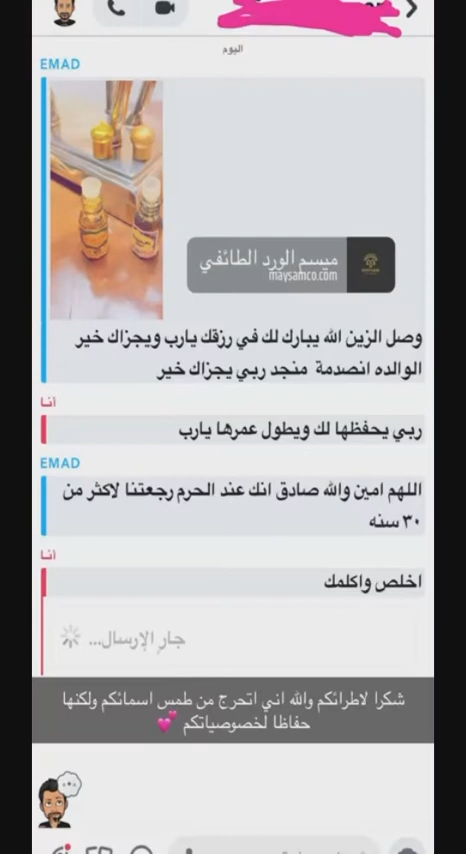 اليوم
EMAD
ميسم الورد الطائفي
maysamco.com
وصل الزين الله يبارك لك في رزقك يارب ويجزاك خير
الوالده انصدمة منجد ربي يجزاك خير
أنا
ربي يحفظها لك ويطول عمرها يارب
EMAD
اللهم امين والله صادق انك عند الحرم رجعتنا لاكثر من
٣٠ سنه
أنا
اخلص واكلمك
جارِ الإرسال...
شكرا لاطرائكم والله اني اتحرج من طمس اسمائكم ولكنها
حفاظا لخصوصياتكم 💕